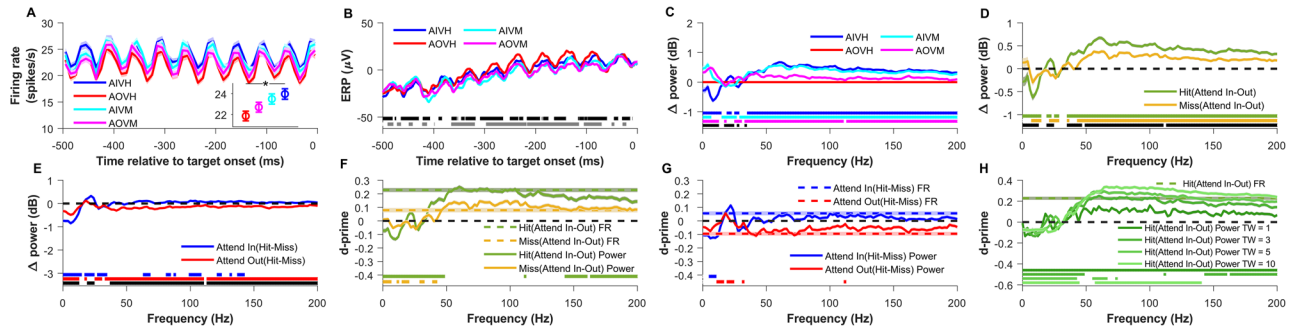 A
Firing rate
(spikes/s)
30
25
20
15
10
AIVH
AOVH
AIVM
AOVM
*
24
22
-500 -400 -300 -200 -100 0
Time relative to target onset (ms)
B
ERP (μV)
50
0
-50
AIVH AIVM
AOVH AOVM
-500 -400 -300 -200 -100 0
Time relative to target onset (ms)
C
Δ power (dB)
2
1
0
-1
AIVH AIVM
AOVH AOVM
0 50 100 150 200
Frequency (Hz)
D
Δ power (dB)
1
0
-1
Hit(Attend In-Out)
Miss(Attend In-Out)
0 50 100 150 200
Frequency (Hz)
E
Δ power (dB)
1
0
-1
-2
-3
Attend In(Hit-Miss)
Attend Out(Hit-Miss)
0 50 100 150 200
Frequency (Hz)
F
d-prime
0.3
0.2
0.1
0
-0.1
-0.2
-0.3
-0.4
Hit(Attend In-Out) FR
Miss(Attend In-Out) FR
Hit(Attend In-Out) Power
Miss(Attend In-Out) Power
0 50 100 150 200
Frequency (Hz)
G
d-prime
0.3
0.2
0.1
0
-0.1
-0.2
-0.3
-0.4
Attend In(Hit-Miss) FR
Attend Out(Hit-Miss) FR
Attend In(Hit-Miss) Power
Attend Out(Hit-Miss) Power
0 50 100 150 200
Frequency (Hz)
H
d-prime
0.4
0.2
0
-0.2
-0.4
-0.6
Hit(Attend In-Out) FR
Hit(Attend In-Out) Power TW = 1
Hit(Attend In-Out) Power TW = 3
Hit(Attend In-Out) Power TW = 5
Hit(Attend In-Out) Power TW = 10
0 50 100 150 200
Frequency (Hz)